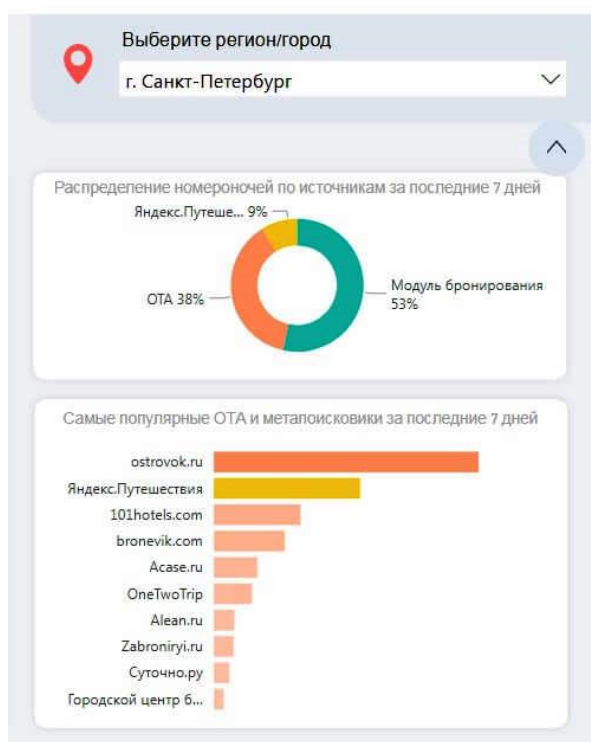 Выберите регион/город
г. Санкт-Петербург
Распределение номероночей по источникам за последние 7 дней
Яндекс.Путеше... 9%
ОТА 38%
Модуль бронирования
53%
Самые популярные ОТА и метапоисковики за последние 7 дней
ostrovok.ru
Яндекс.Путешествия
101hotels.com
bronevik.com
Acase.ru
OneTwoTrip
Alean.ru
Zabroniryi.ru
Суточно.ру
Городской центр б...